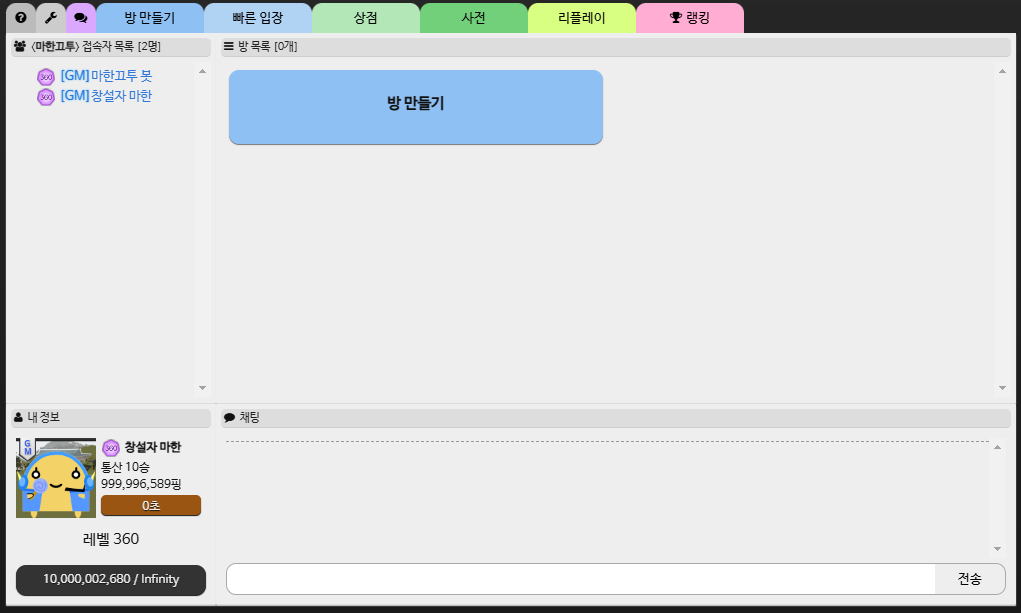 방 만들기
빠른 입장
상점
사전
리플레이
랭킹
〈마한끄투〉 접속자 목록 [2명]
방 목록 [0개]
360 [GM]마한끄투 봇
360 [GM]창설자 마한
방 만들기
내 정보
채팅
GM
360 창설자 마한
통산 10승
999,996,589핑
0초
레벨 360
10,000,002,680 / Infinity
전송